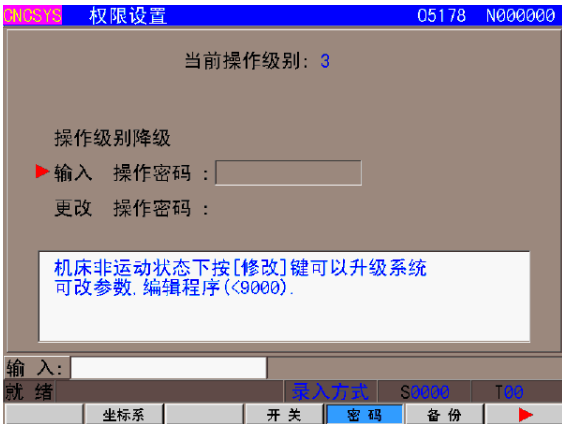 CNCSYS 权限设置 O5178 N000000
当前操作级别: 3
操作级别降级
输入 操作密码 :
更改 操作密码 :
机床非运动状态下按[修改]键可以升级系统
可改参数,编辑程序(<9000).
输 入:
就 绪 录入方式 S0000 T00
坐标系 开 关 密 码 备 份